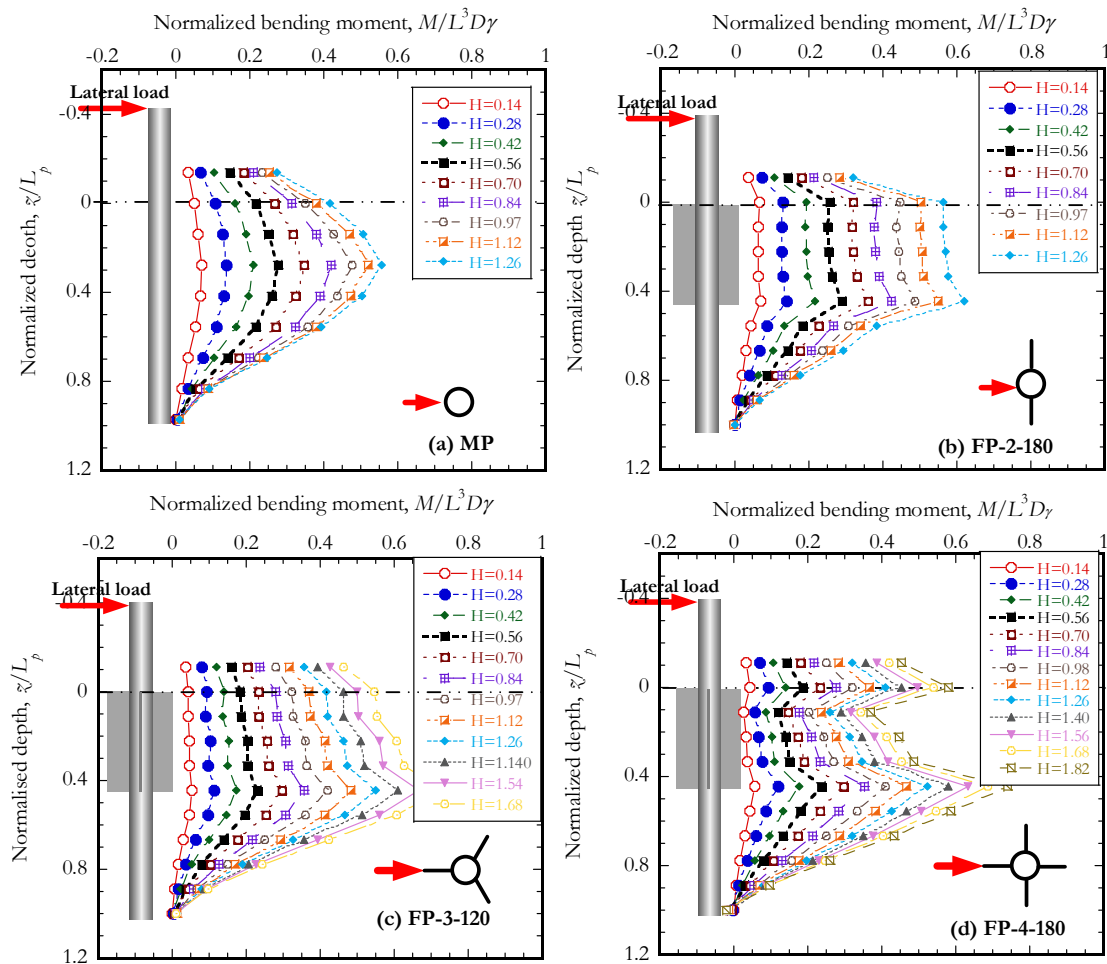 Normalized bending moment, M/L³Dγ
-0.2 0 0.2 0.4 0.6 0.8 1
Normalized deoth, z/Lₚ
-0.4
0
0.4
0.8
1.2
Lateral load
H=0.14
H=0.28
H=0.42
H=0.56
H=0.70
H=0.84
H=0.97
H=1.12
H=1.26
(a) MP
Normalized bending moment, M/L³Dγ
-0.2 0 0.2 0.4 0.6 0.8 1
Normalized depth, z/Lₚ
-0.4
0
0.4
0.8
1.2
Lateral load
H=0.14
H=0.28
H=0.42
H=0.56
H=0.70
H=0.84
H=0.97
H=1.12
H=1.26
(b) FP-2-180
Normalized bending moment, M/L³Dγ
-0.2 0 0.2 0.4 0.6 0.8 1
Normalised depth, z/Lₚ
0.4
0
0.4
0.8
1.2
Lateral load
H=0.14
H=0.28
H=0.42
H=0.56
H=0.70
H=0.84
H=0.97
H=1.12
H=1.26
H=1.140
H=1.54
H=1.68
(c) FP-3-120
Normalized bending moment, M/L³Dγ
-0.2 0 0.2 0.4 0.6 0.8 1
Normalized depth, z/Lₚ
-0.4
0
0.4
0.8
1.2
Lateral load
H=0.14
H=0.28
H=0.42
H=0.56
H=0.70
H=0.84
H=0.98
H=1.12
H=1.26
H=1.40
H=1.56
H=1.68
H=1.82
(d) FP-4-180